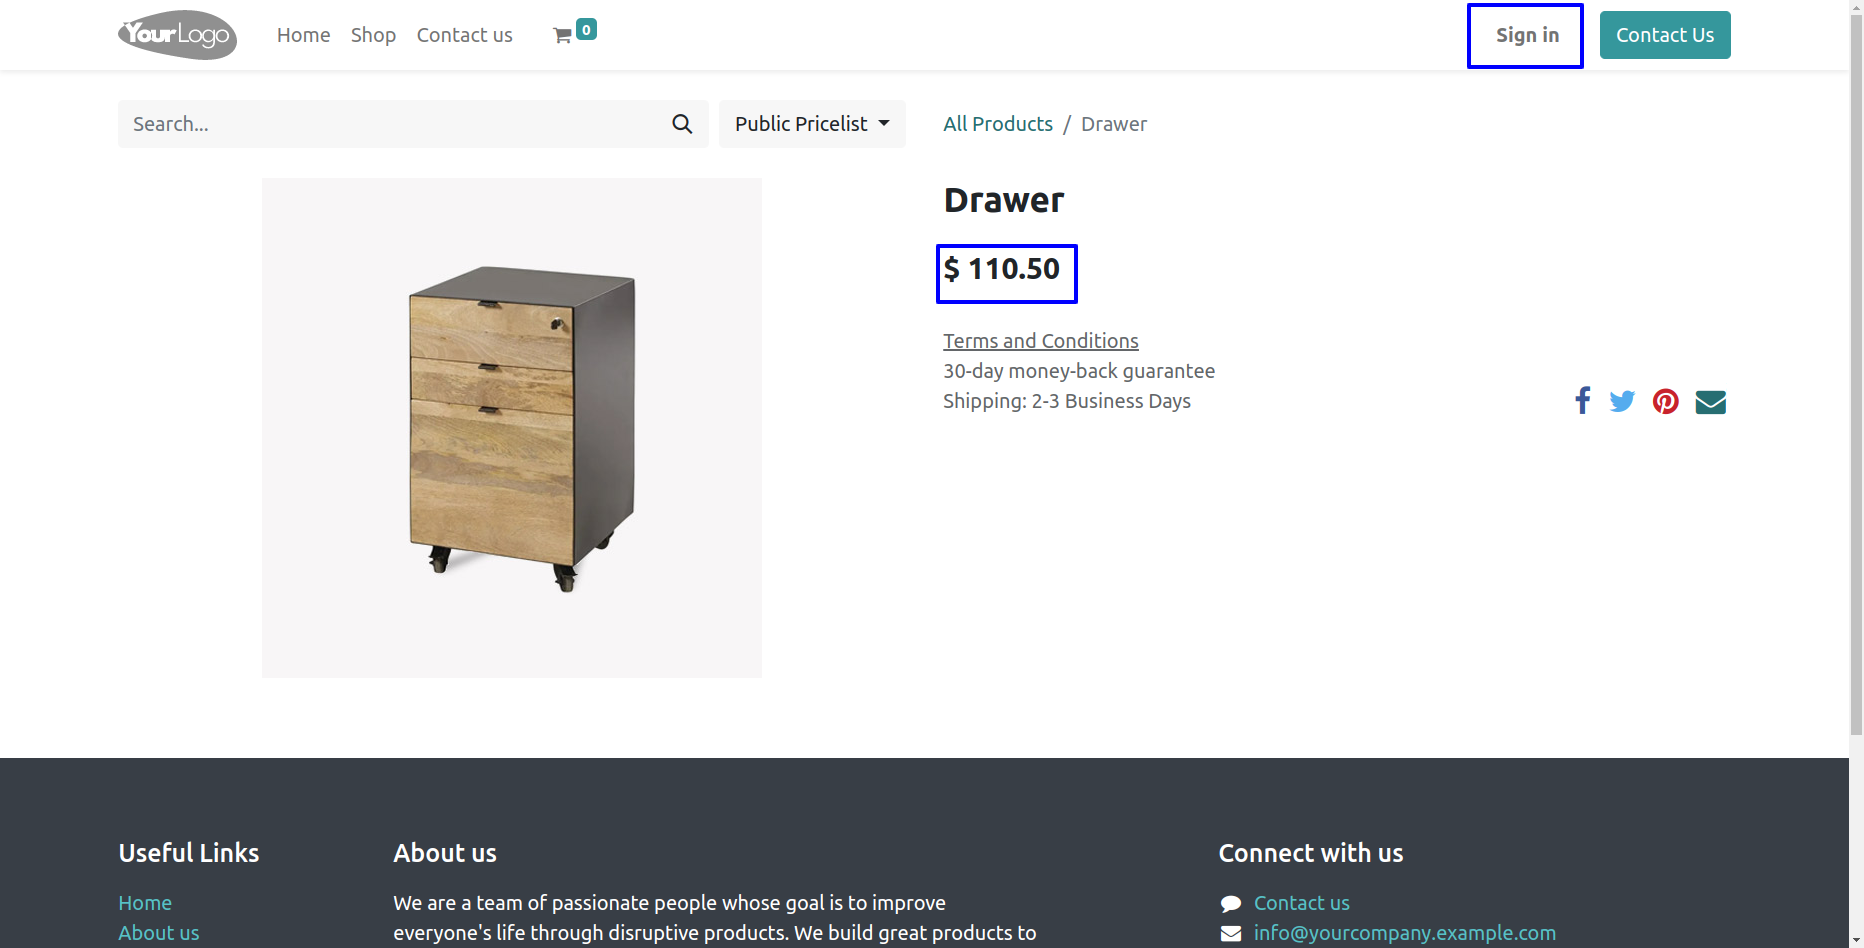 YourLogo
Home
Shop
Contact us
0
Sign in
Contact Us
Search...
Public Pricelist
All Products / Drawer
Drawer
$ 110.50
Terms and Conditions
30-day money-back guarantee
Shipping: 2-3 Business Days
Useful Links
Home
About us
About us
We are a team of passionate people whose goal is to improve
everyone's life through disruptive products. We build great products to
Connect with us
Contact us
info@yourcompany.example.com